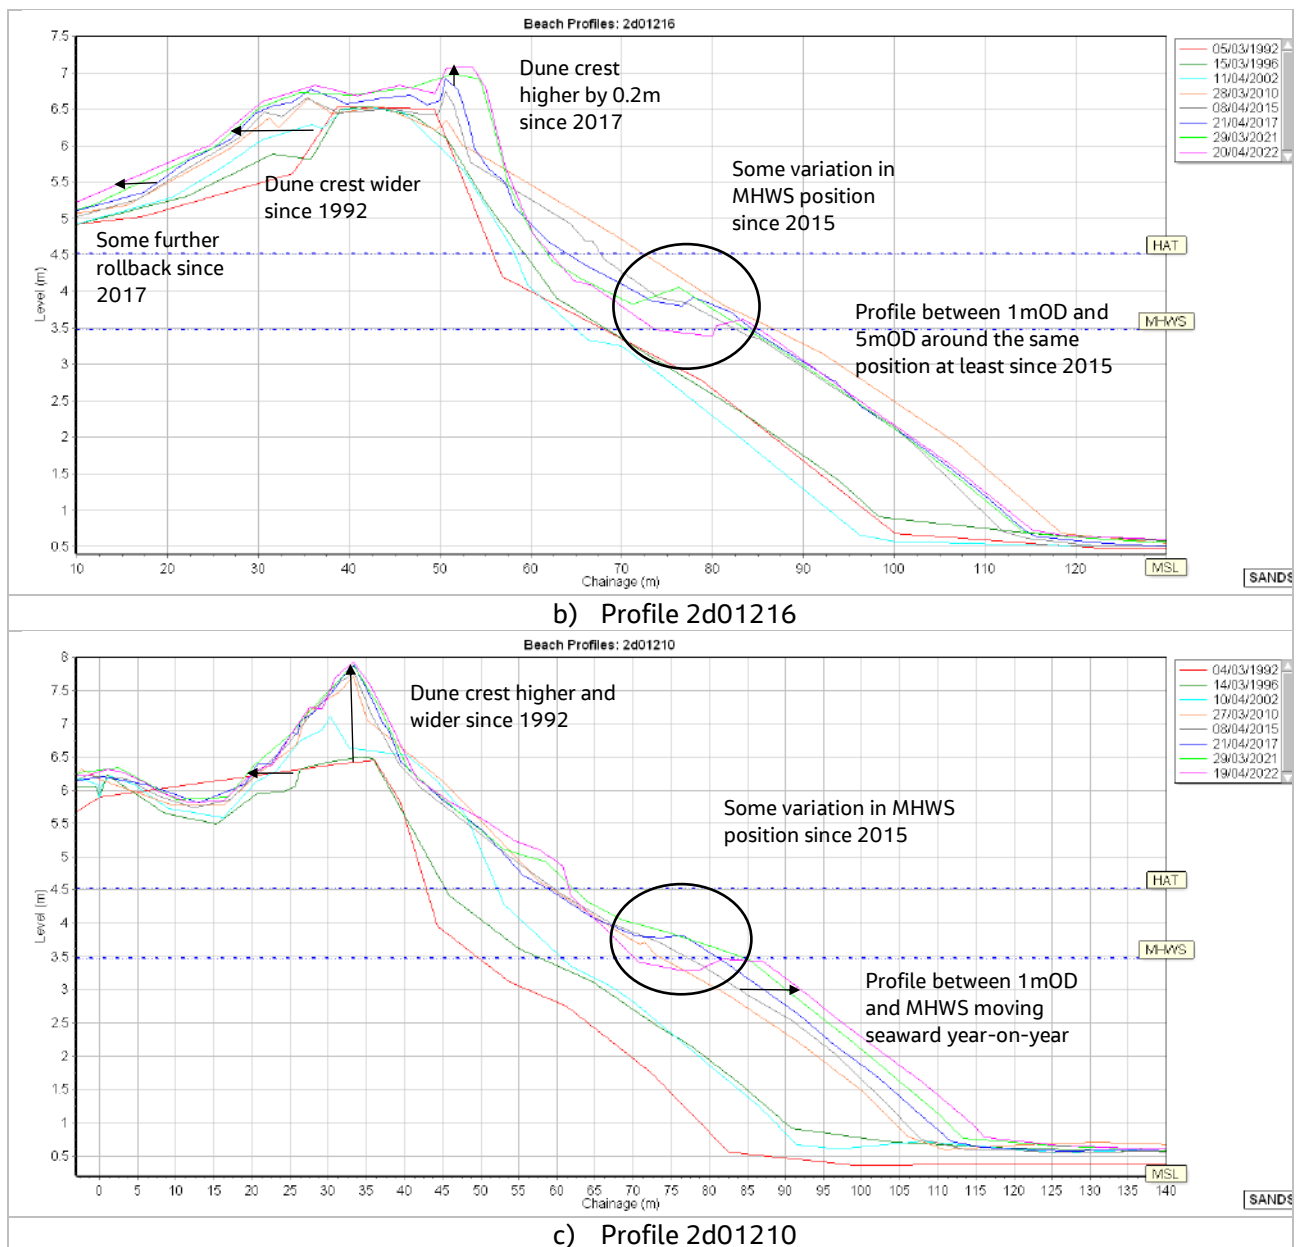 Beach Profiles: 2d01216
7.5
7
6.5
6
5.5
5
4.5
4
3.5
3
2.5
2
1.5
1
0.5
Level (m)
10
20
30
40
50
60
70
80
90
100
110
120
Chainage (m)
Dune crest
higher by 0.2m
since 2017
Dune crest wider
since 1992
Some further
rollback since
2017
Some variation in
MHWS position
since 2015
Profile between 1mOD and
5mOD around the same
position at least since 2015
HAT
MHWS
MSL
05/03/1992
15/03/1996
11/04/2002
28/03/2010
08/04/2015
21/04/2017
29/03/2021
20/04/2022
SANDS
b) Profile 2d01216
Beach Profiles: 2d01210
8
7.5
7
6.5
6
5.5
5
4.5
4
3.5
3
2.5
2
1.5
1
0.5
Level (m)
0
5
10
15
20
25
30
35
40
45
50
55
60
65
70
75
80
85
90
95
100
105
110
115
120
125
130
135
140
Chainage (m)
Dune crest higher and
wider since 1992
Some variation in MHWS
position since 2015
Profile between 1mOD
and MHWS moving
seaward year-on-year
HAT
MHWS
MSL
04/03/1992
14/03/1996
10/04/2002
27/03/2010
08/04/2015
21/04/2017
29/03/2021
19/04/2022
SANDS
c) Profile 2d01210